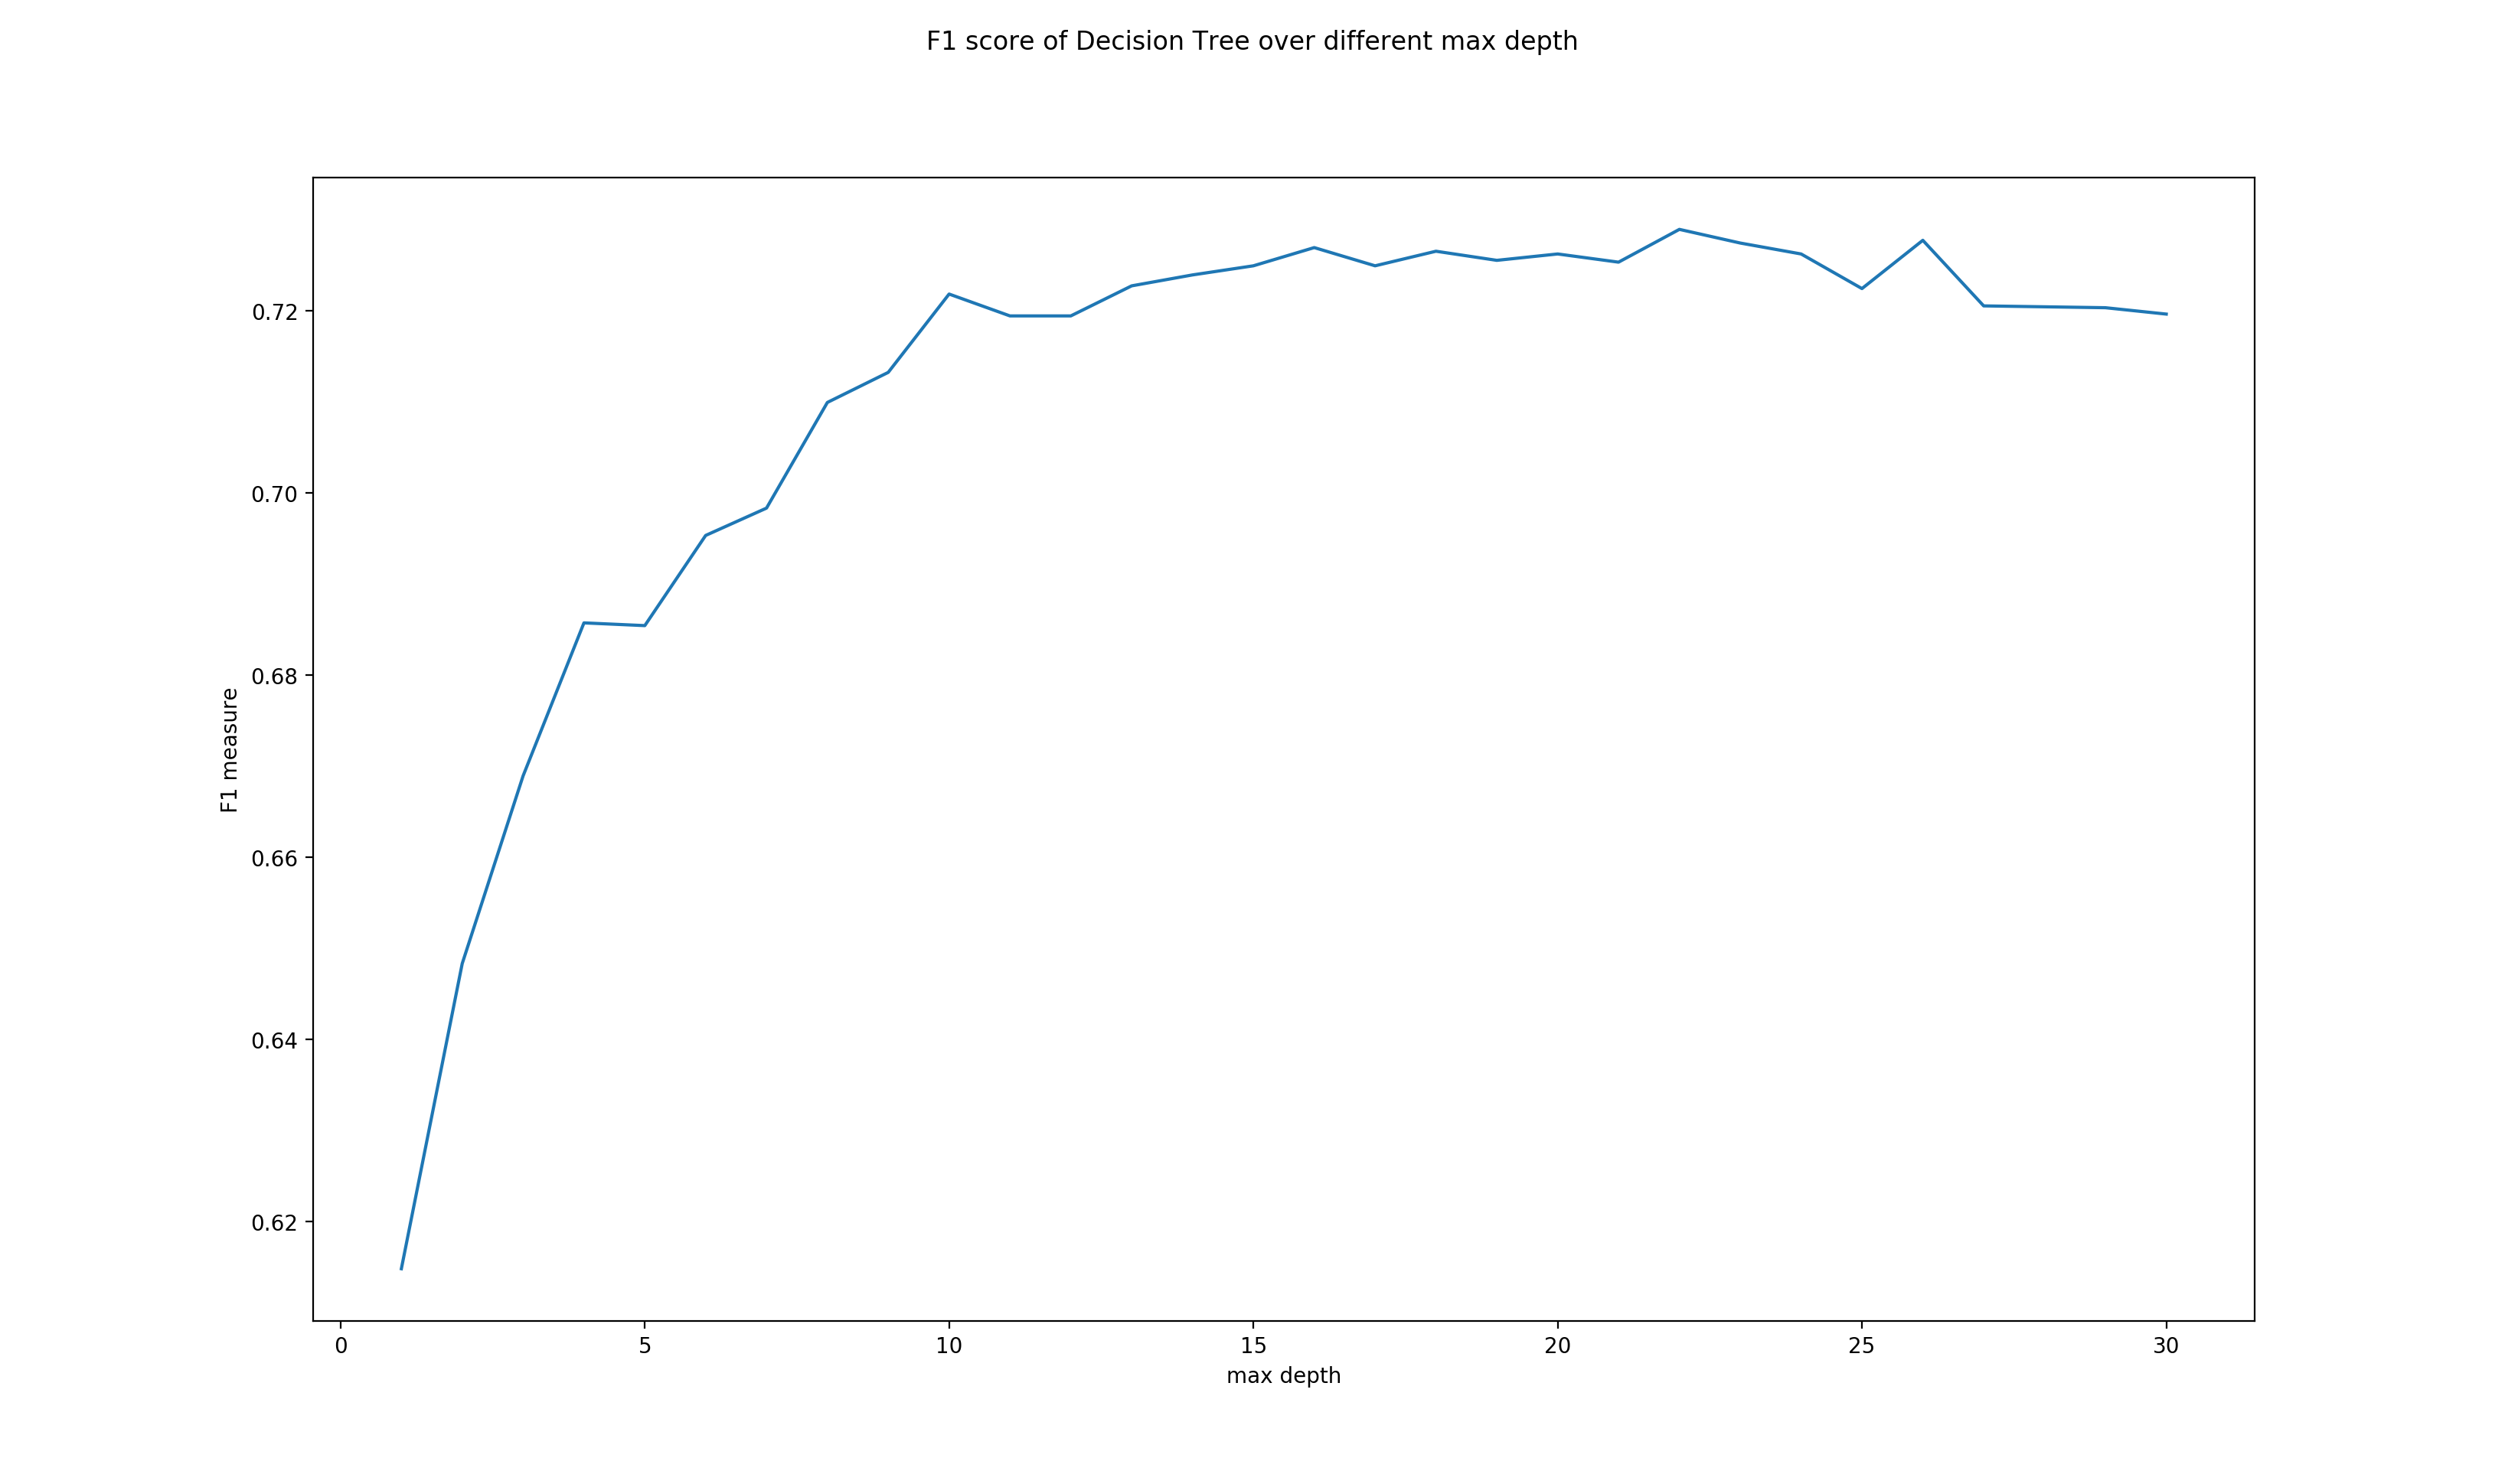 F1 score of Decision Tree over different max depth
F1 measure
0.72
0.70
0.68
0.66
0.64
0.62
0 5 10 15 20 25 30
max depth